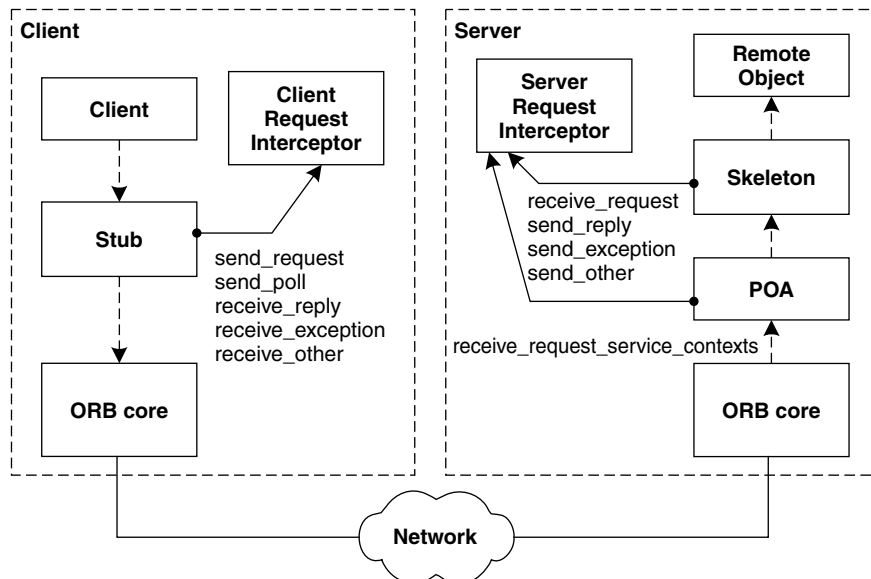 Client
Client
Client
Request
Interceptor
Stub
send_request
send_poll
receive_reply
receive_exception
receive_other
ORB core
Server
Remote
Object
Server
Request
Interceptor
Skeleton
receive_request
send_reply
send_exception
send_other
POA
receive_request_service_contexts
ORB core
Network